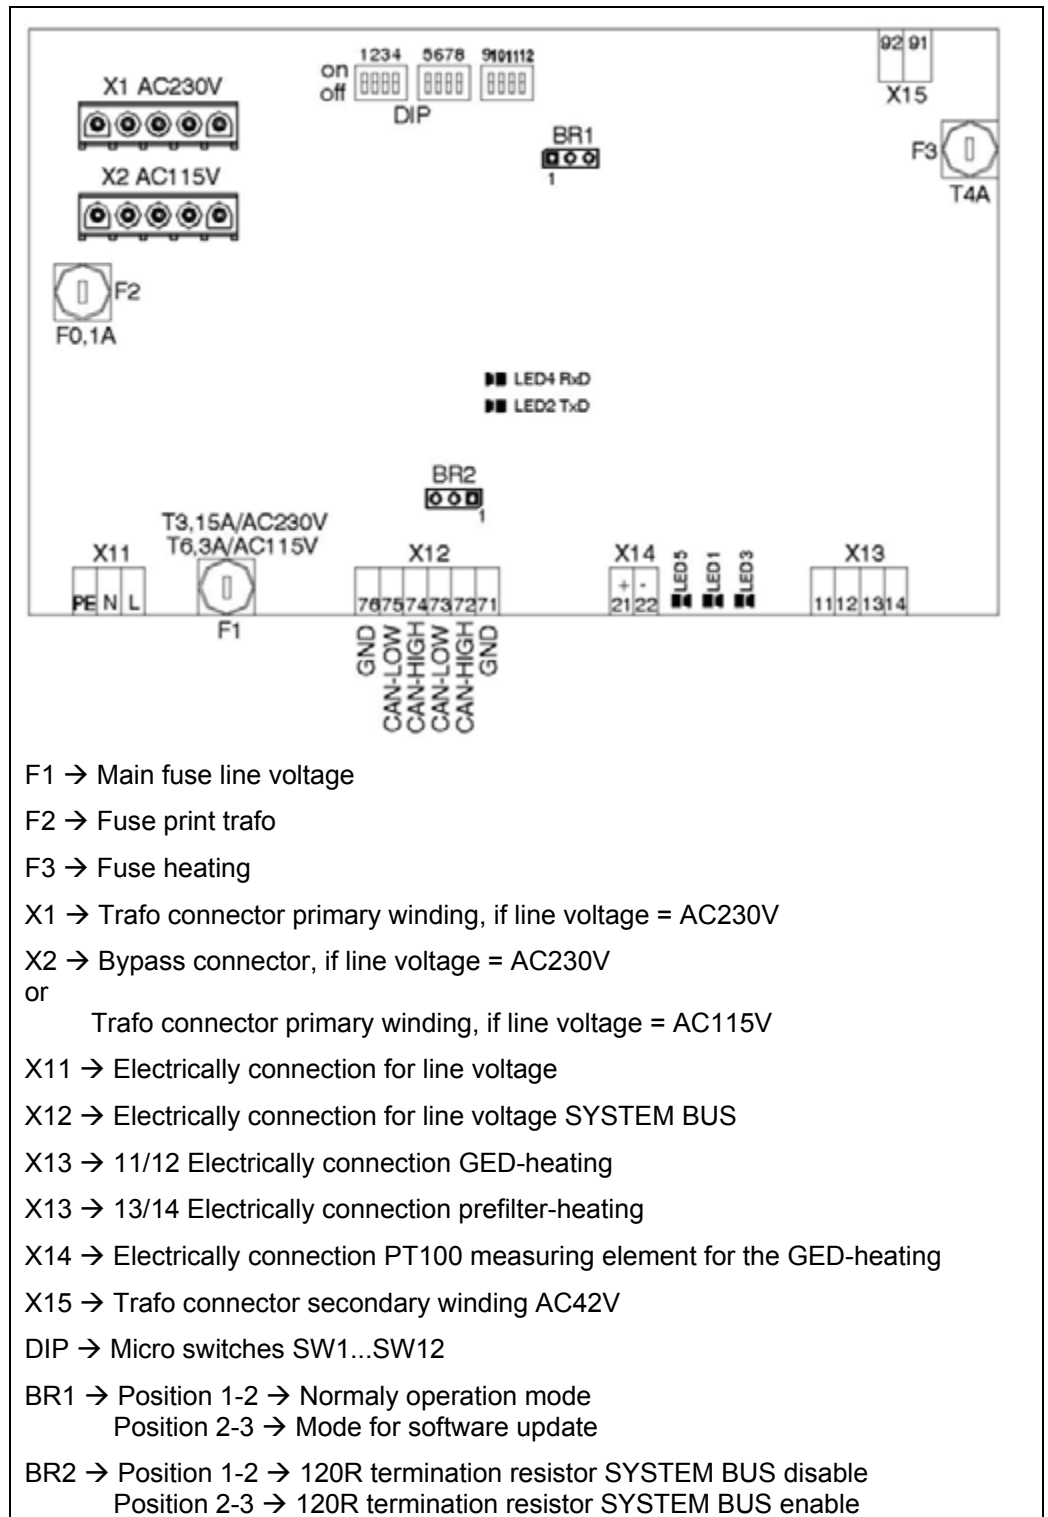 1234 5678 9101112
on
off
DIP
92 91
X15
X1 AC230V
BR1
1
F3
T4A
X2 AC115V
F2
F0,1A
LED4 RxD
LED2 TxD
BR2
1
T3,15A/AC230V
T6,3A/AC115V
X11
X12
X14
LED5
LED1
LED3
X13
PE N L
F1
76 75 74 73 72 71
+ -
21 22
11 12 13 14
GND
CAN-LOW
CAN-HIGH
CAN-LOW
CAN-HIGH
GND
F1 → Main fuse line voltage
F2 → Fuse print trafo
F3 → Fuse heating
X1 → Trafo connector primary winding, if line voltage = AC230V
X2 → Bypass connector, if line voltage = AC230V
or
Trafo connector primary winding, if line voltage = AC115V
X11 → Electrically connection for line voltage
X12 → Electrically connection for line voltage SYSTEM BUS
X13 → 11/12 Electrically connection GED-heating
X13 → 13/14 Electrically connection prefilter-heating
X14 → Electrically connection PT100 measuring element for the GED-heating
X15 → Trafo connector secondary winding AC42V
DIP → Micro switches SW1...SW12
BR1 → Position 1-2 → Normaly operation mode
Position 2-3 → Mode for software update
BR2 → Position 1-2 → 120R termination resistor SYSTEM BUS disable
Position 2-3 → 120R termination resistor SYSTEM BUS enable